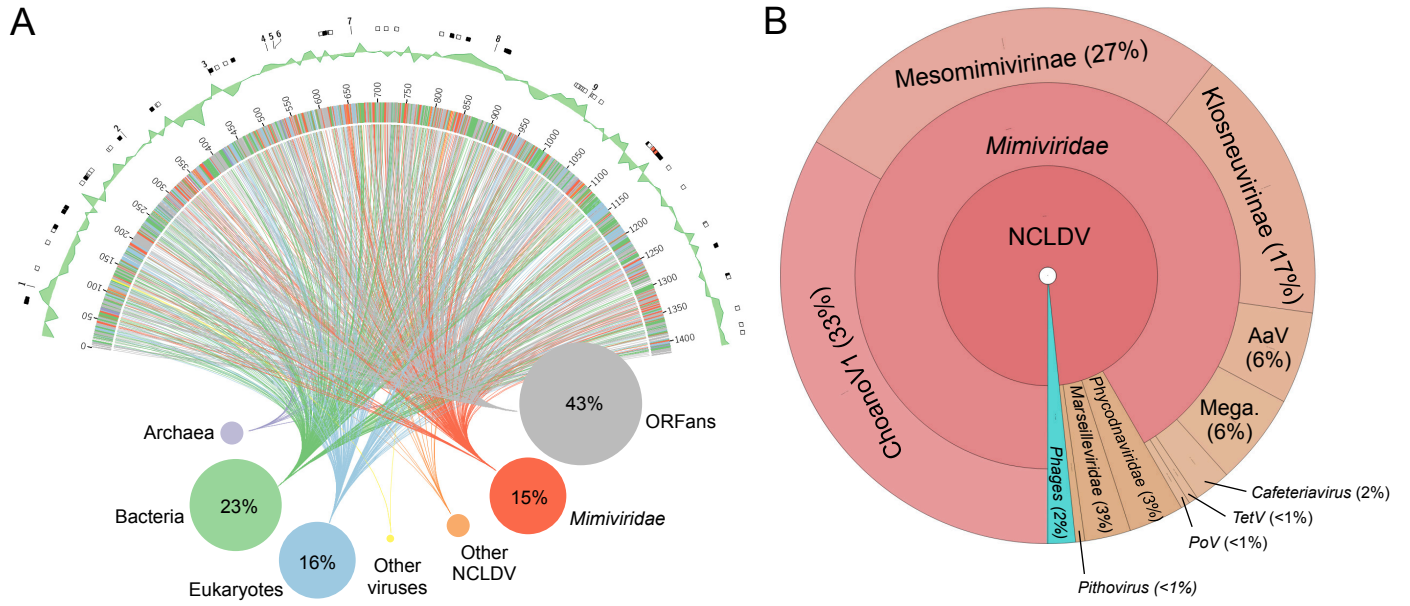 A
1
2
3
4
5
6
7
8
9
0
50
100
150
200
250
300
350
400
450
500
550
600
650
700
750
800
850
900
950
1000
1050
1100
1150
1200
1250
1300
1350
1400
Archaea
Bacteria
23%
Eukaryotes
16%
Other
viruses
Other
NCLDV
15%
Mimiviridae
43%
ORFans
B
Mesomimivirinae (27%)
Klosneuvirinae (17%)
Mimiviridae
NCLDV
ChoanoV1 (33%)
AaV
(6%)
Mega.
(6%)
Phages (2%)
Marseilleviridae (3%)
Phycodnaviridae (3%)
Cafeteriavirus (2%)
TetV (<1%)
PoV (<1%)
Pithovirus (<1%)